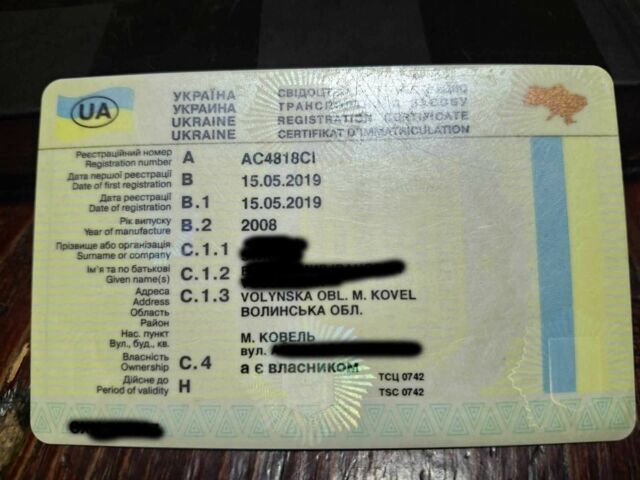 UA
УКРАЇНА
УКРАИНА
UKRAINE
UKRAINE
СВІДОЦТВО
ТРАНСПОРТНОГО ЗАСОБУ
REGISTRATION CERTIFICATE
CERTIFIKAT D'IMMATRICULATION
Реєстраційний номер A AC4818CI
Registration number
Дата першої реєстрації B 15.05.2019
Date of first registration
Дата реєстрації B.1 15.05.2019
Date of registration
Рік випуску B.2 2008
Year of manufacture
Прізвище або організація C.1.1
Surname or company
Ім'я та по батькові C.1.2
Given name(s)
Адреса C.1.3 VOLYNSKA OBL. M. KOVEL
Address
Область ВОЛИНСЬКА ОБЛ.
Район
Нас. пункт М. КОВЕЛЬ
Вул., буд., кв. вул.
Власність C.4 а є власником
Ownership
Дійсне до H ТСЦ 0742
Period of validity TSC 0742